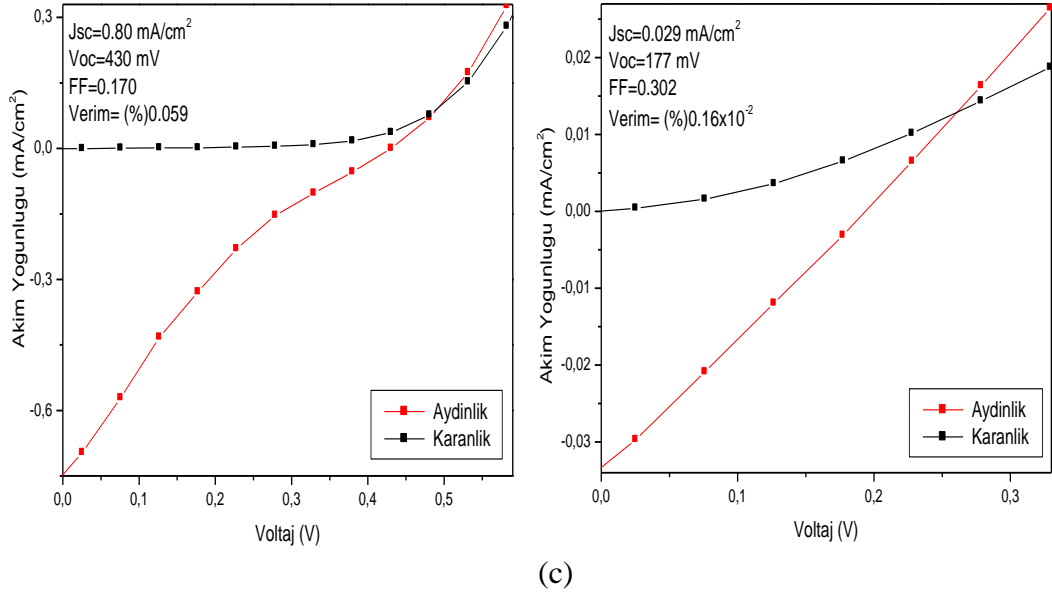 Jsc=0.80 mA/cm²
Voc=430 mV
FF=0.170
Verim= (%)0.059
Akim Yogunlugu (mA/cm²)
0,3
0,0
-0,3
-0,6
Aydinlik
Karanlik
0,0 0,1 0,2 0,3 0,4 0,5
Voltaj (V)
Jsc=0.029 mA/cm²
Voc=177 mV
FF=0.302
Verim= (%)0.16x10⁻²
Akim Yogunlugu (mA/cm²)
0,02
0,01
0,00
-0,01
-0,02
-0,03
Aydinlik
Karanlik
0,0 0,1 0,2 0,3
Voltaj (V)
(c)